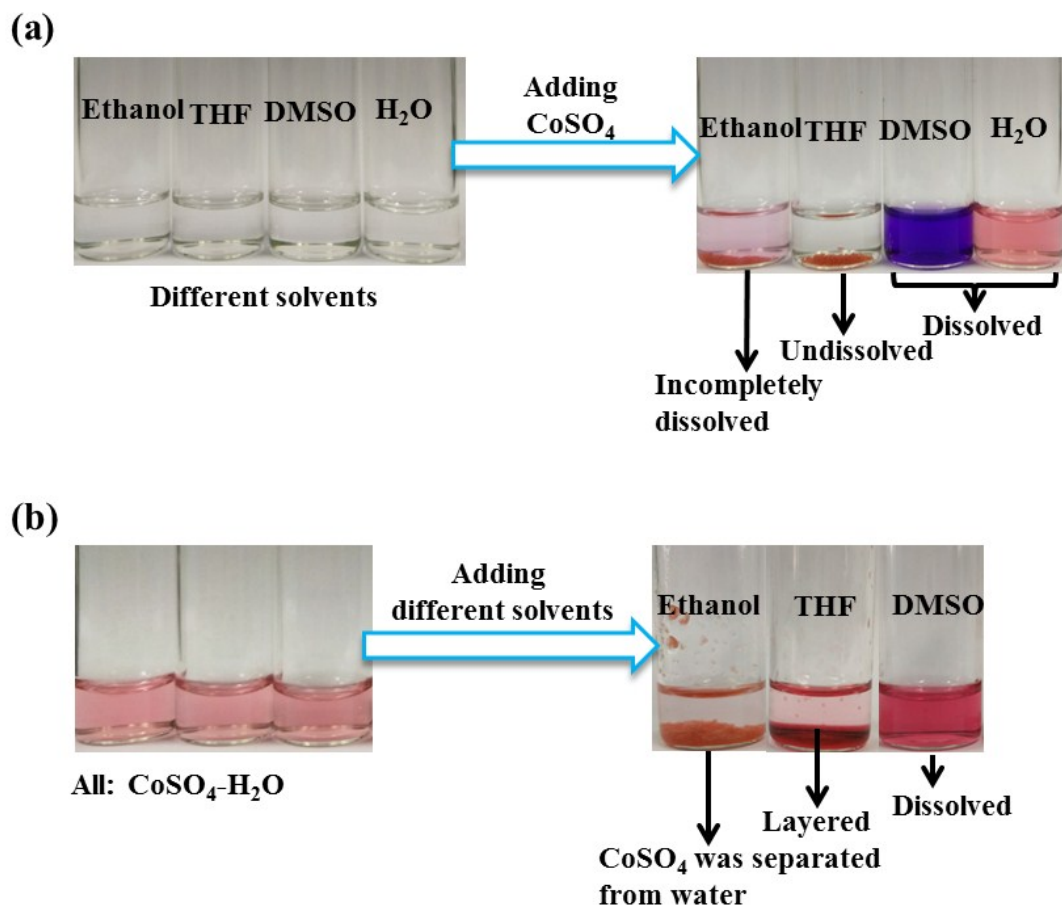 (a)
Ethanol THF DMSO H₂O
Adding
CoSO₄
Ethanol THF DMSO H₂O
Different solvents
Dissolved
Undissolved
Incompletely
dissolved
(b)
Adding
different solvents
Ethanol THF DMSO
All: CoSO₄-H₂O
Dissolved
Layered
CoSO₄ was separated
from water